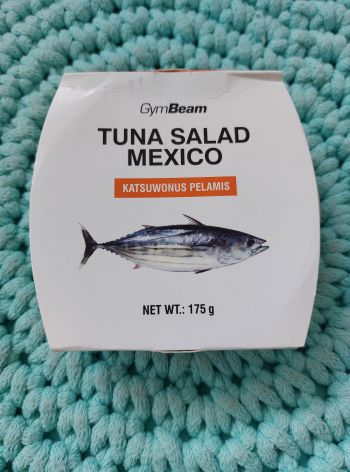 GymBeam
TUNA SALAD
MEXICO
KATSUWONUS PELAMIS
NET WT.: 175 g